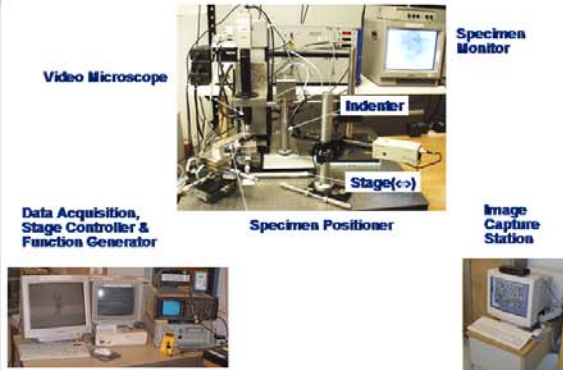 Specimen
Monitor
Video Microscope
Indenter
Stage(⇔)
Data Acquisition,
Stage Controller &
Function Generator
Specimen Positioner
Image
Capture
Station